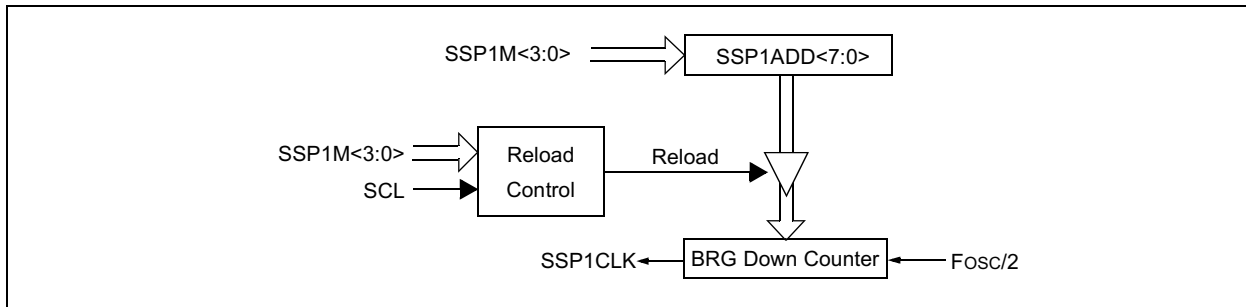 SSP1M<3:0>
SSP1ADD<7:0>
SSP1M<3:0>
SCL
Reload
Control
Reload
SSP1CLK
BRG Down Counter
FOSC/2